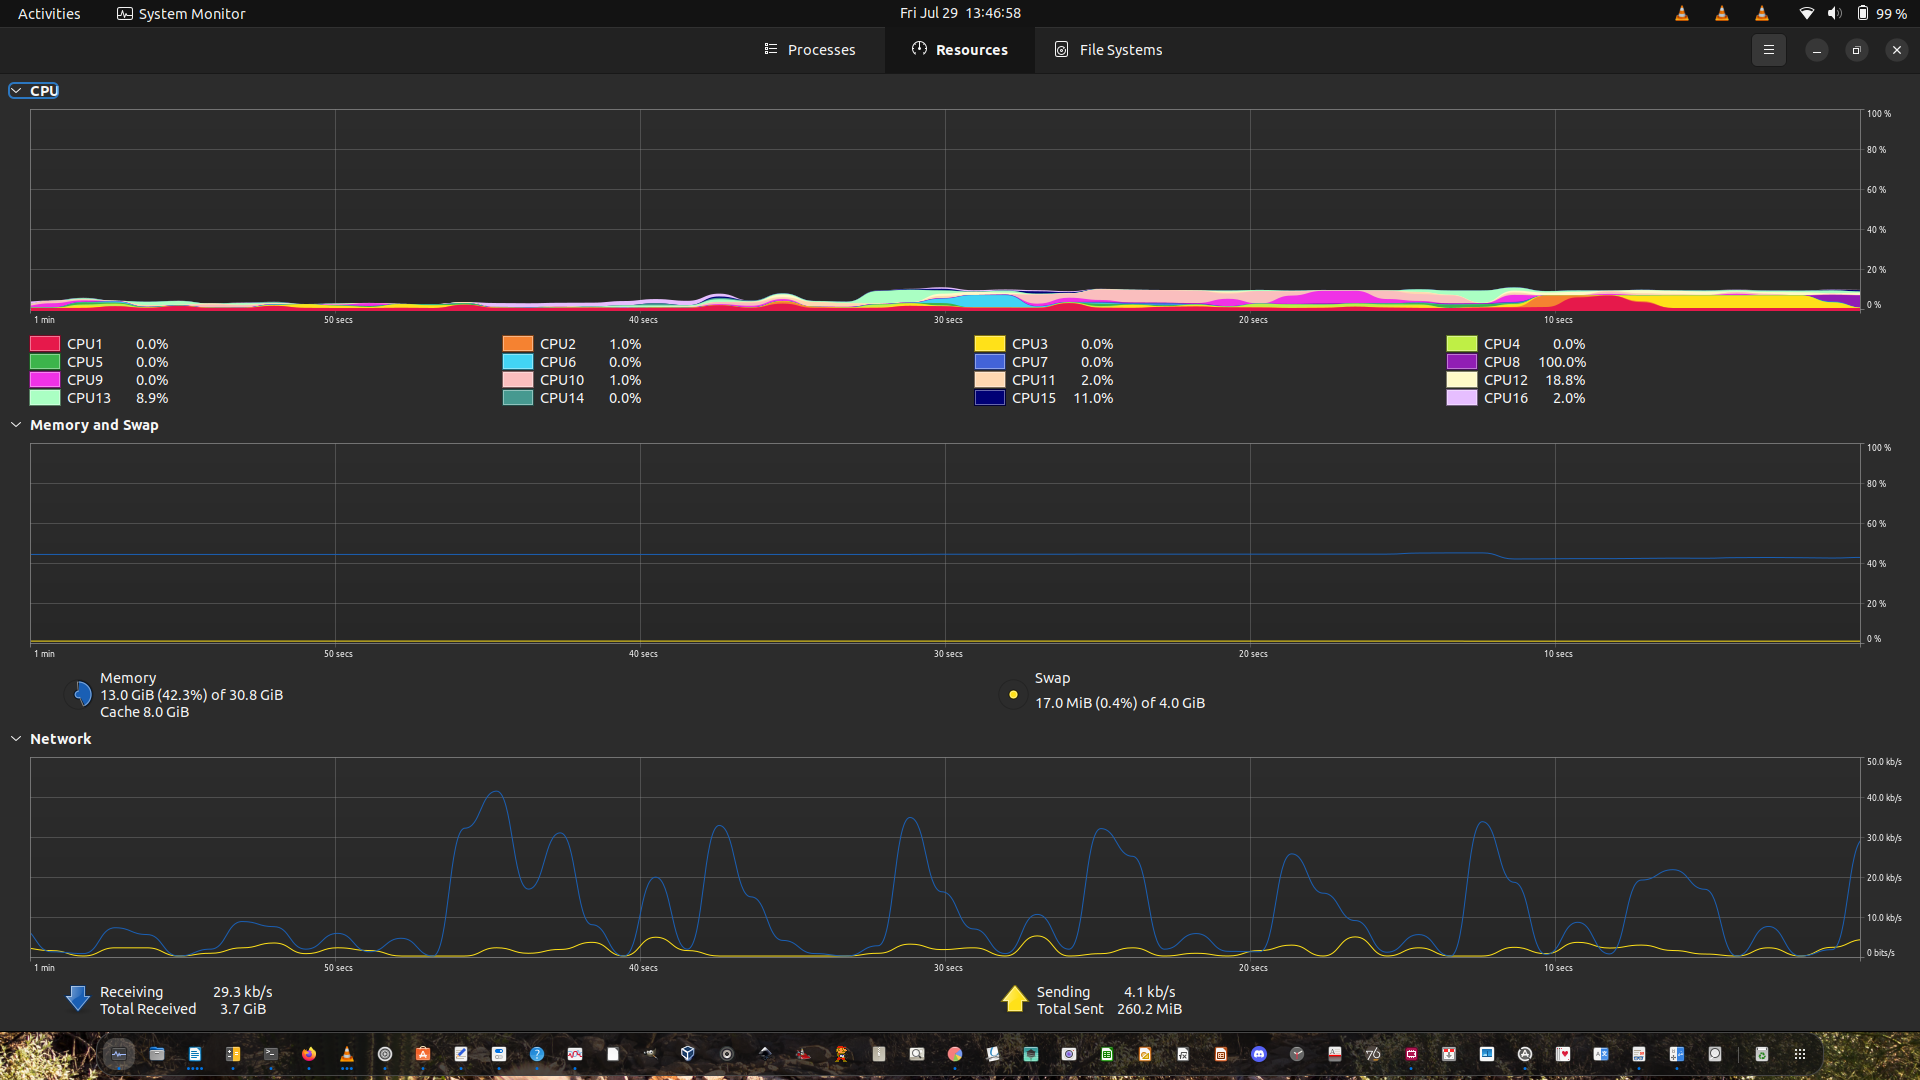 Activities System Monitor Fri Jul 29 13:46:58 99 %
Processes Resources File Systems
CPU
100 %
80 %
60 %
40 %
20 %
0 %
1 min 50 secs 40 secs 30 secs 20 secs 10 secs
CPU1 0.0% CPU2 1.0% CPU3 0.0% CPU4 0.0%
CPU5 0.0% CPU6 0.0% CPU7 0.0% CPU8 100.0%
CPU9 0.0% CPU10 1.0% CPU11 2.0% CPU12 18.8%
CPU13 8.9% CPU14 0.0% CPU15 11.0% CPU16 2.0%
Memory and Swap
100 %
80 %
60 %
40 %
20 %
0 %
1 min 50 secs 40 secs 30 secs 20 secs 10 secs
Memory
13.0 GiB (42.3%) of 30.8 GiB
Cache 8.0 GiB
Swap
17.0 MiB (0.4%) of 4.0 GiB
Network
50.0 kb/s
40.0 kb/s
30.0 kb/s
20.0 kb/s
10.0 kb/s
0 bits/s
1 min 50 secs 40 secs 30 secs 20 secs 10 secs
Receiving 29.3 kb/s
Total Received 3.7 GiB
Sending 4.1 kb/s
Total Sent 260.2 MiB
76